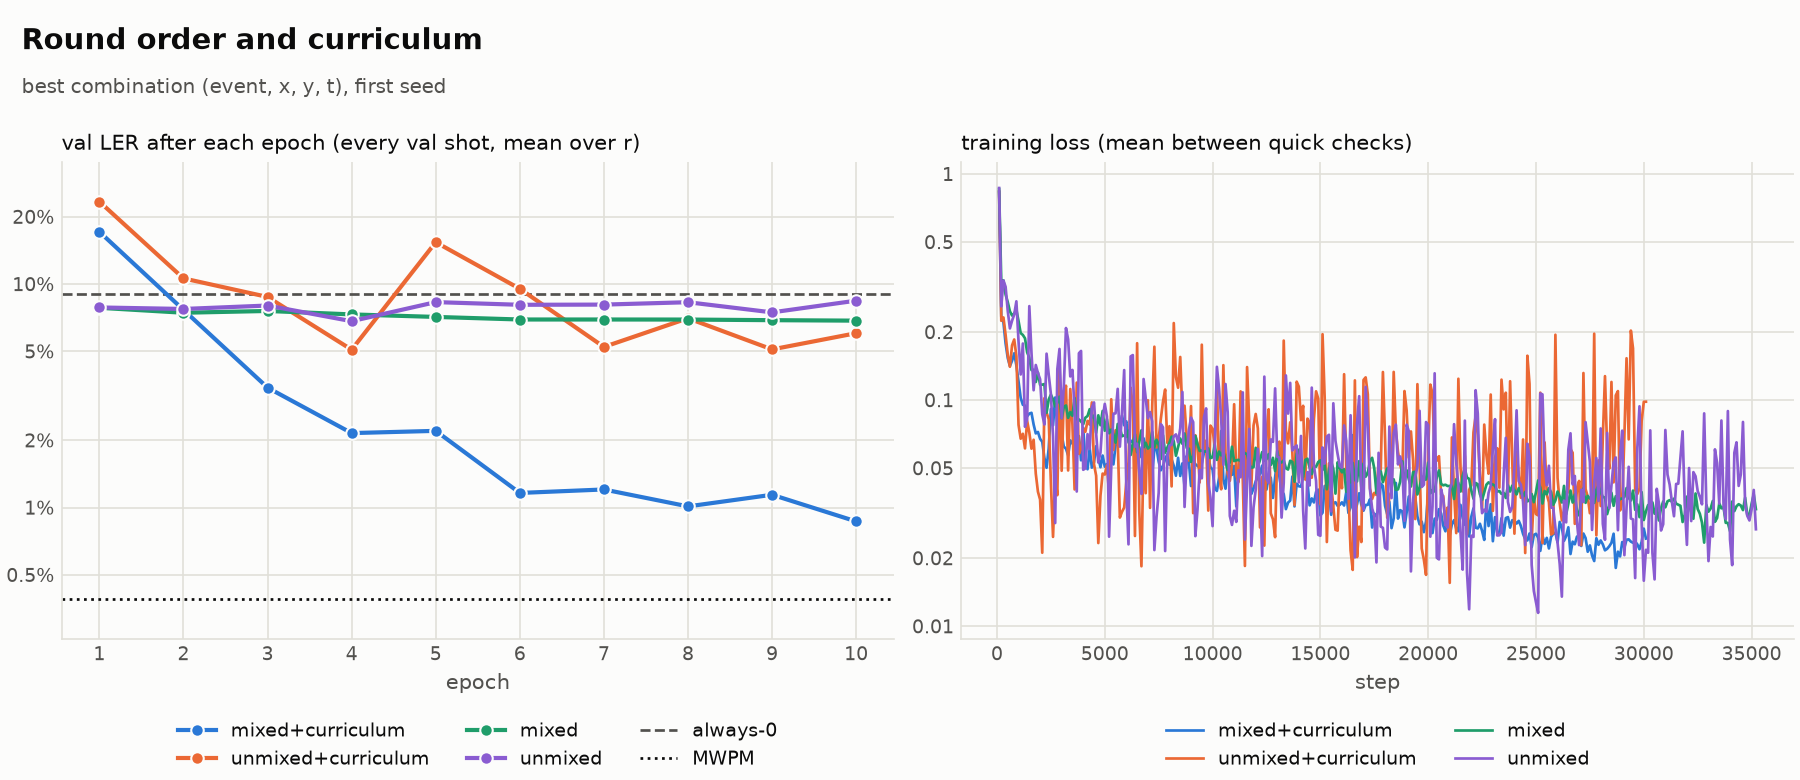 Round order and curriculum
best combination (event, x, y, t), first seed
val LER after each epoch (every val shot, mean over r)
20%
10%
5%
2%
1%
0.5%
1 2 3 4 5 6 7 8 9 10
epoch
mixed+curriculum mixed always-0
unmixed+curriculum unmixed MWPM
training loss (mean between quick checks)
1
0.5
0.2
0.1
0.05
0.02
0.01
0 5000 10000 15000 20000 25000 30000 35000
step
mixed+curriculum mixed
unmixed+curriculum unmixed